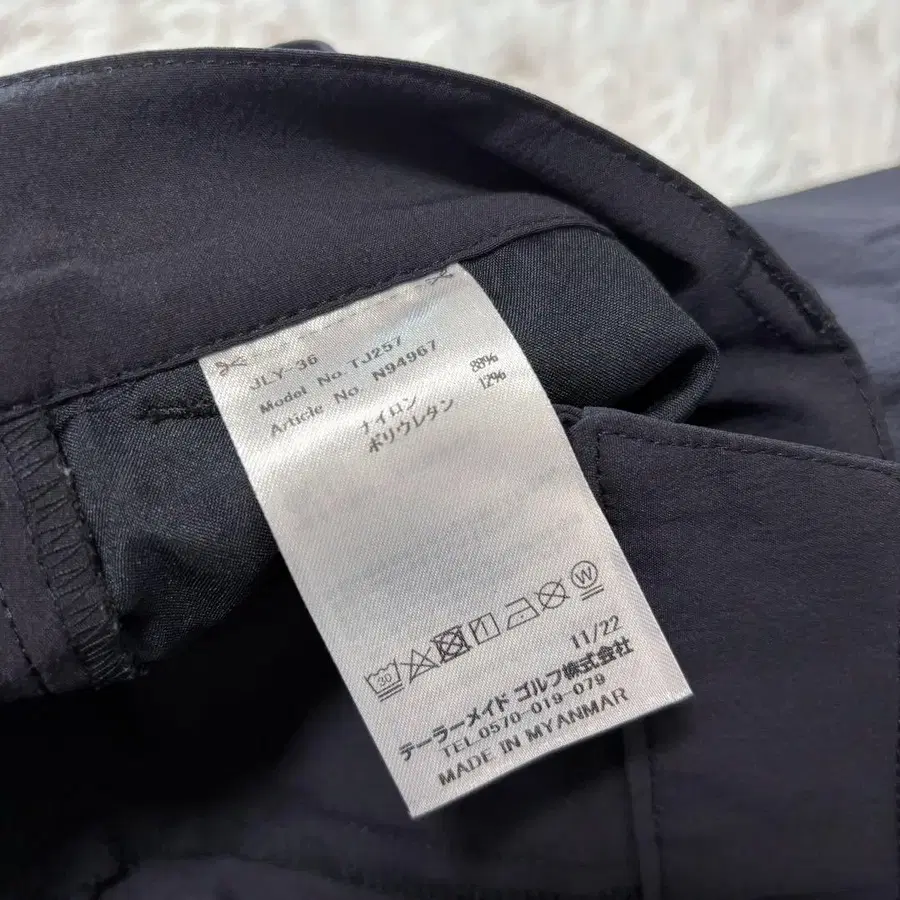 JLY-36
Model No. TJ257
Article No. N94967
ナイロン 88%
ポリウレタン 12%
30
W
11/22
テーラーメイド ゴルフ株式会社
TEL.0570-019-079
MADE IN MYANMAR